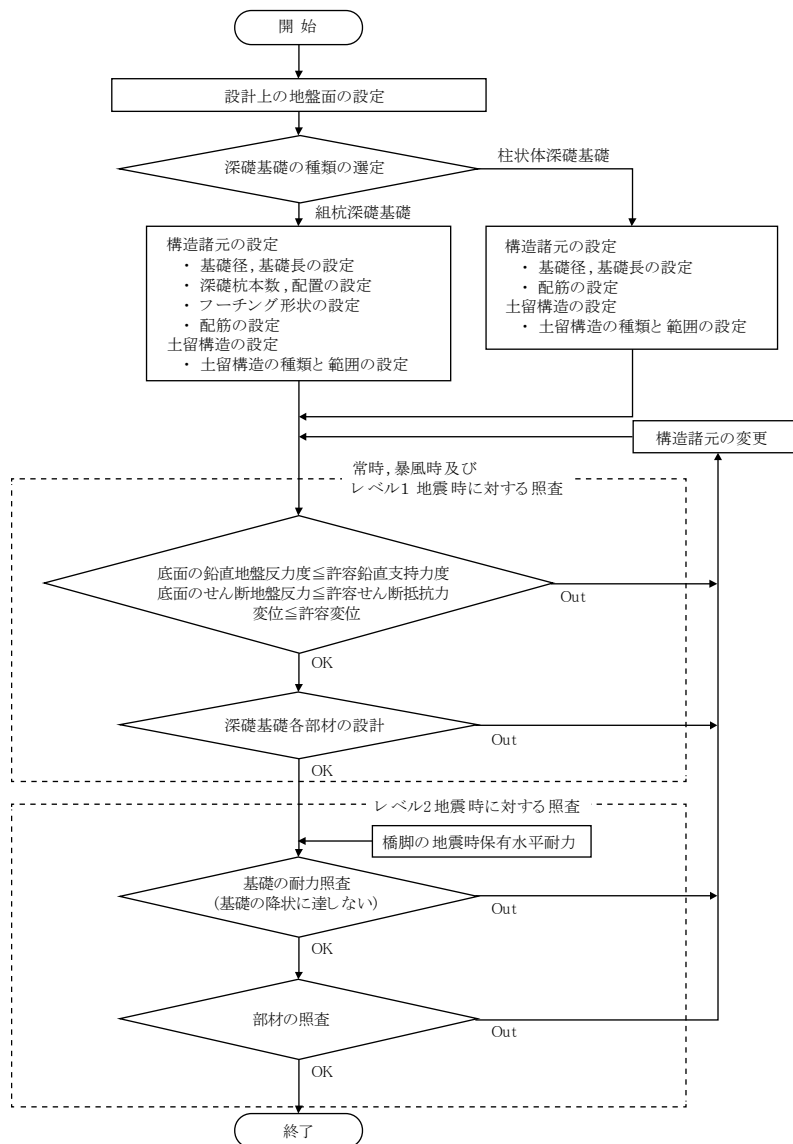 開 始
設計上の地盤面の設定
深礎基礎の種類の選定
柱状体深礎基礎
組杭深礎基礎
構造諸元の設定
・ 基礎径,基礎長の設定
・ 深礎杭本数,配置の設定
・ フーチング形状の設定
・ 配筋の設定
土留構造の設定
・ 土留構造の種類と範囲の設定
構造諸元の設定
・ 基礎径,基礎長の設定
・ 配筋の設定
土留構造の設定
・ 土留構造の種類と範囲の設定
構造諸元の変更
常時,暴風時及び
レベル1 地震時に対する照査
底面の鉛直地盤反力度≦許容鉛直支持力度
底面のせん断地盤反力≦許容せん断抵抗力
変位≦許容変位
Out
OK
深礎基礎各部材の設計
Out
OK
レベル2地震時に対する照査
橋脚の地震時保有水平耐力
基礎の耐力照査
(基礎の降状に達しない)
Out
OK
部材の照査
Out
OK
終了